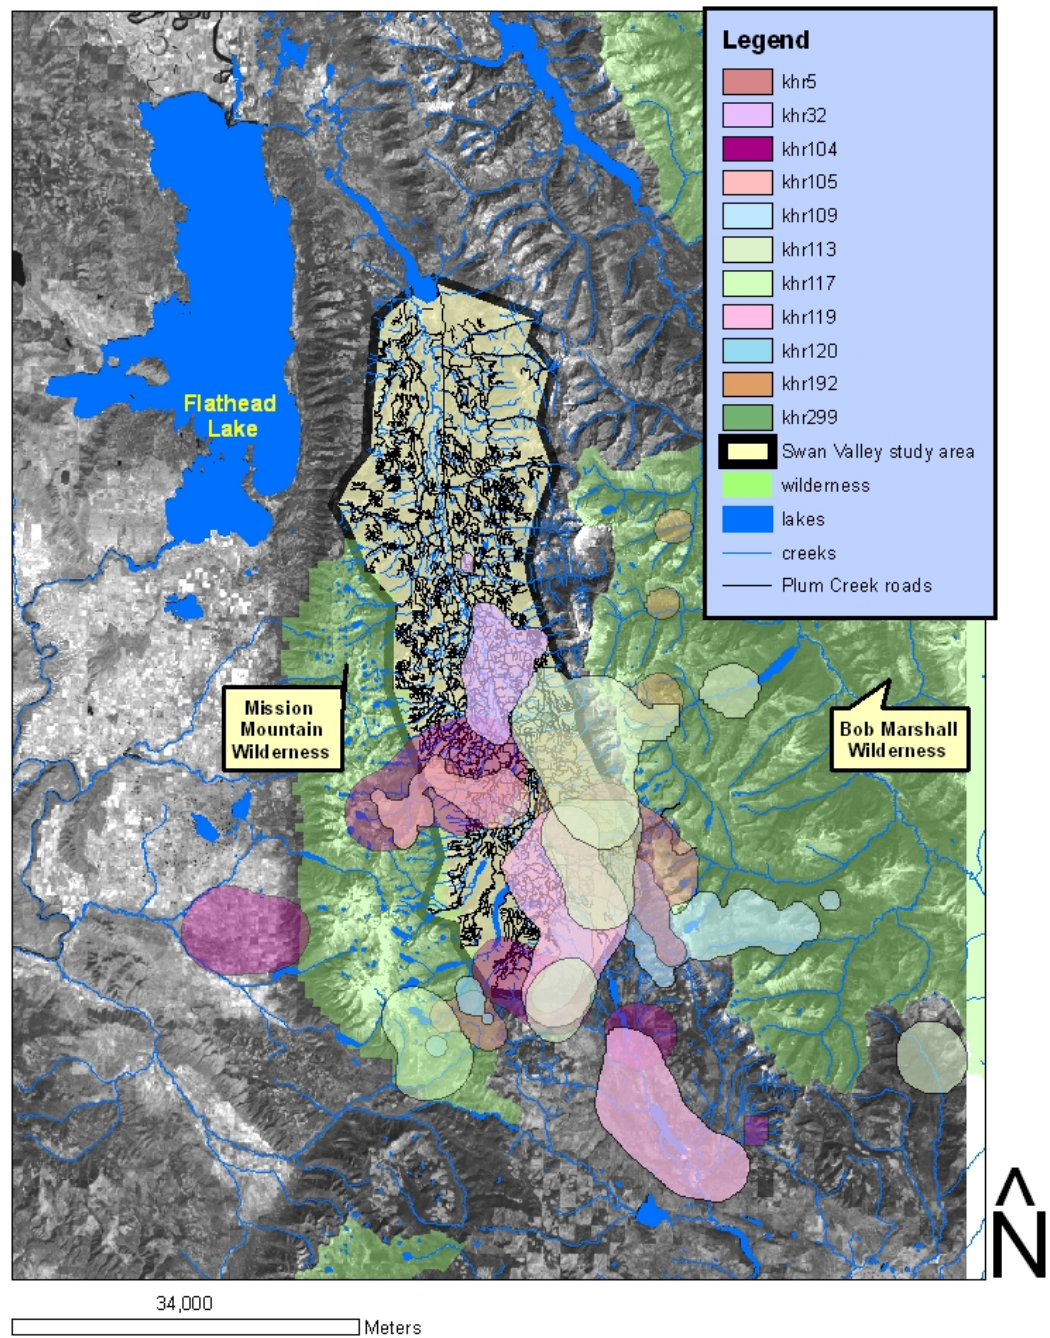 Legend
khr5
khr32
khr104
khr105
khr109
khr113
khr117
khr119
khr120
khr192
khr299
Swan Valley study area
wilderness
lakes
creeks
Plum Creek roads
Flathead
Lake
Mission
Mountain
Wilderness
Bob Marshall
Wilderness
N
34,000
Meters